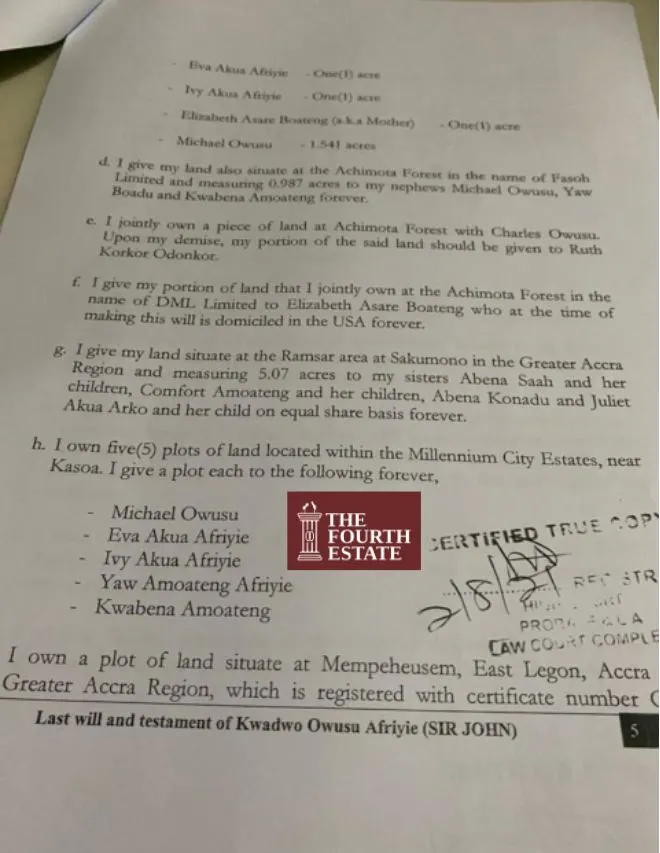 - Eva Akua Afriyie - One(1) acre
- Ivy Akua Afriyie - One(1) acre
- Elizabeth Asare Boateng (a.k.a Mother) - One(1) acre
- Michael Owusu - 1.541 acres
d. I give my land also situate at the Achimota Forest in the name of Fasoh
Limited and measuring 0.987 acres to my nephews Michael Owusu, Yaw
Boadu and Kwabena Amoateng forever.
e. I jointly own a piece of land at Achimota Forest with Charles Owusu.
Upon my demise, my portion of the said land should be given to Ruth
Korkor Odonkor.
f. I give my portion of land that I jointly own at the Achimota Forest in the
name of DML Limited to Elizabeth Asare Boateng who at the time of
making this will is domiciled in the USA forever.
g. I give my land situate at the Ramsar area at Sakumono in the Greater Accra
Region and measuring 5.07 acres to my sisters Abena Saah and her
children, Comfort Amoateng and her children, Abena Konadu and Juliet
Akua Arko and her child on equal share basis forever.
h. I own five(5) plots of land located within the Millennium City Estates, near
Kasoa. I give a plot each to the following forever,
- Michael Owusu
- Eva Akua Afriyie
- Ivy Akua Afriyie
- Yaw Amoateng Afriyie
- Kwabena Amoateng
THE
FOURTH
ESTATE
CERTIFIED TRUE COPY
2/8/21
LAW COURT COMPLE
I own a plot of land situate at Mempeheusem, East Legon, Accra
Greater Accra Region, which is registered with certificate number
Last will and testament of Kwadwo Owusu Afriyie (SIR JOHN)
5